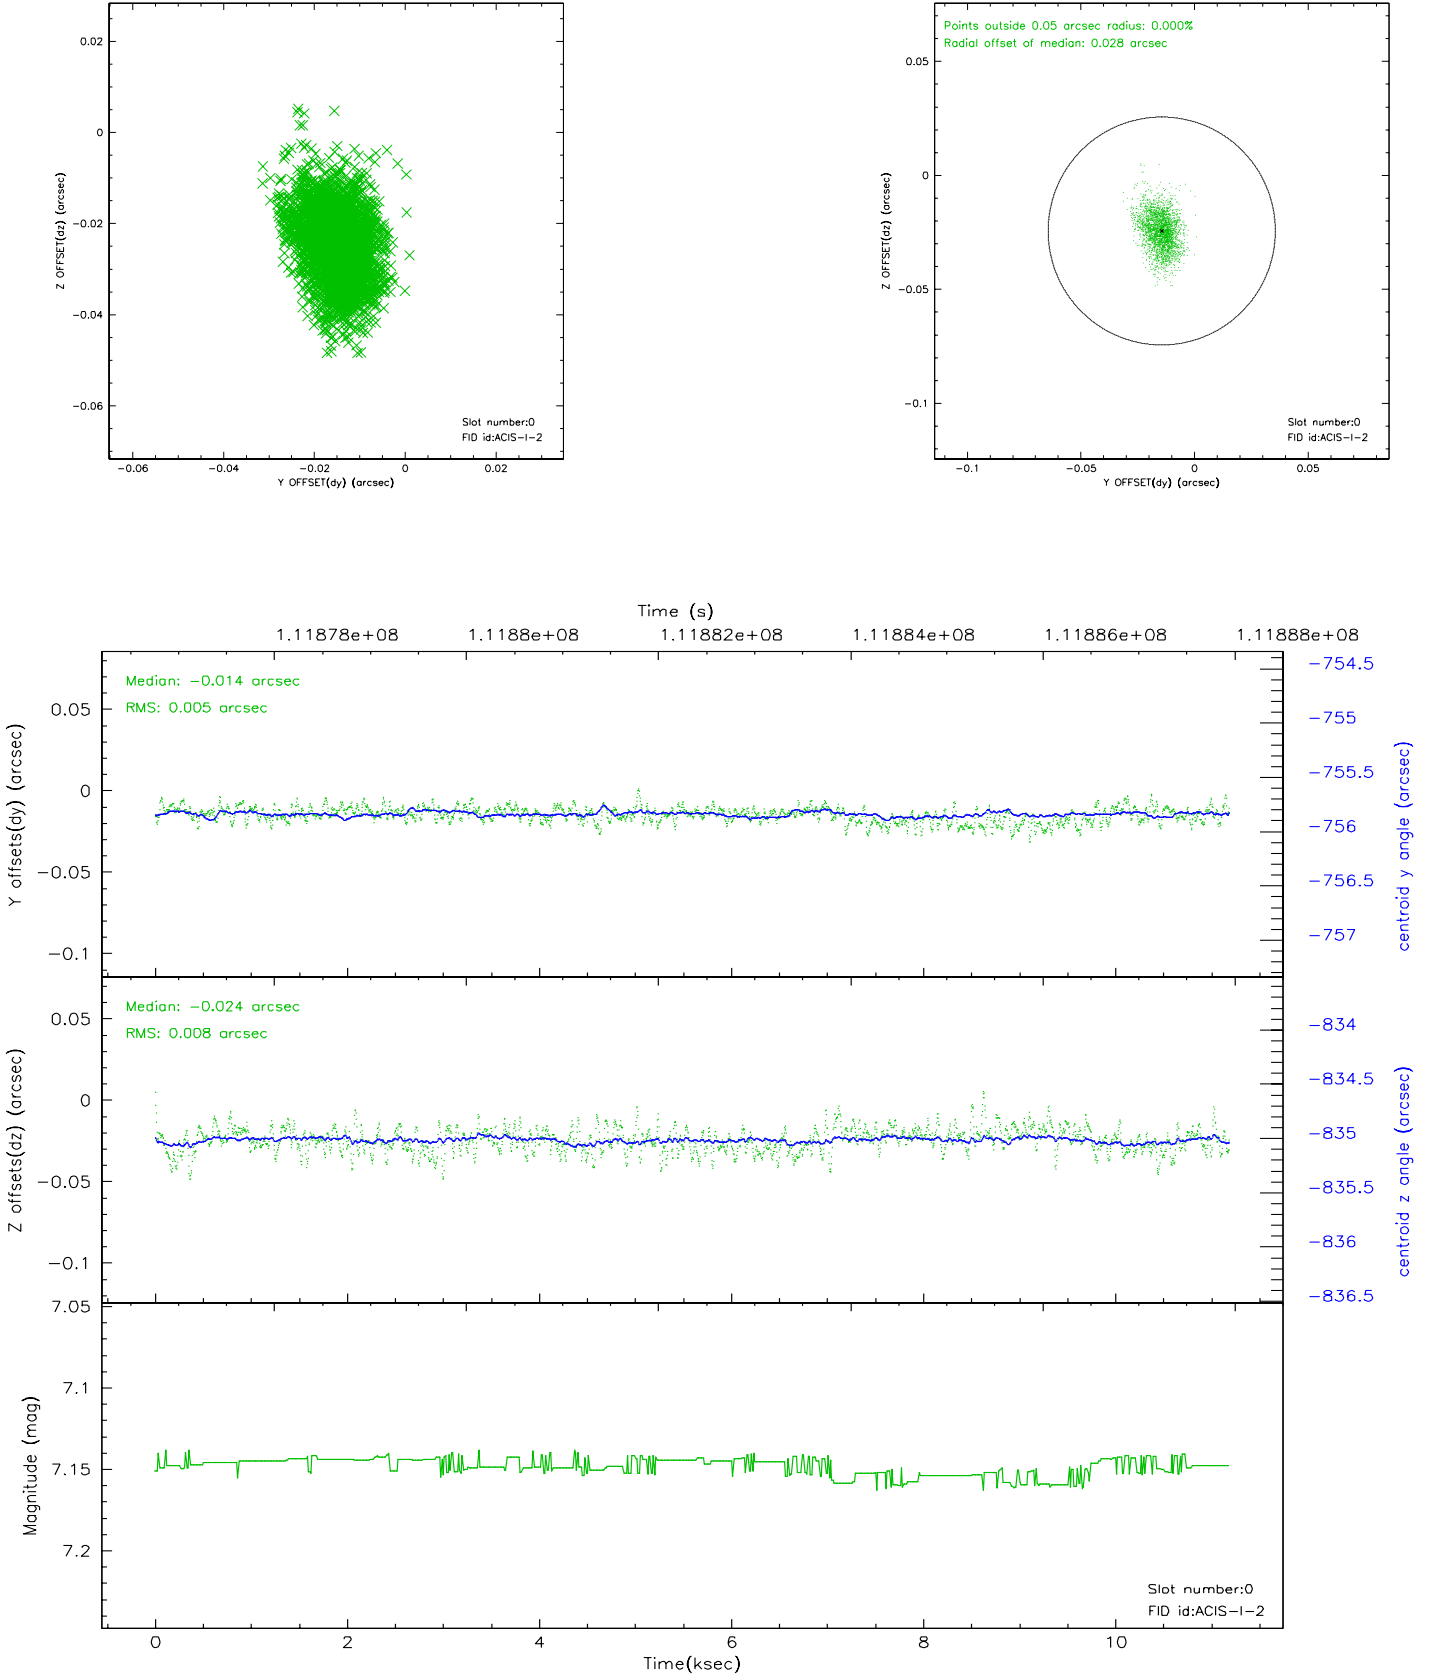 0.02
0
−0.02
−0.04
−0.06
Z OFFSET(dz) (arcsec)
Slot number:0
FID id:ACIS−I−2
−0.06 −0.04 −0.02 0 0.02
Y OFFSET(dy) (arcsec)
Points outside 0.05 arcsec radius: 0.000%
Radial offset of median: 0.028 arcsec
0.05
0
−0.05
−0.1
Z OFFSET(dz) (arcsec)
Slot number:0
FID id:ACIS−I−2
−0.1 −0.05 0 0.05
Y OFFSET(dy) (arcsec)
Time (s)
1.11878e+08 1.1188e+08 1.11882e+08 1.11884e+08 1.11886e+08 1.11888e+08
Median: −0.014 arcsec
RMS: 0.005 arcsec
0.05
0
−0.05
−0.1
Y offsets(dy) (arcsec)
−754.5
−755
−755.5
−756
−756.5
−757
centroid y angle (arcsec)
Median: −0.024 arcsec
RMS: 0.008 arcsec
0.05
0
−0.05
−0.1
Z offsets(dz) (arcsec)
−834
−834.5
−835
−835.5
−836
−836.5
centroid z angle (arcsec)
7.05
7.1
7.15
7.2
Magnitude (mag)
Slot number:0
FID id:ACIS−I−2
0 2 4 6 8 10
Time(ksec)